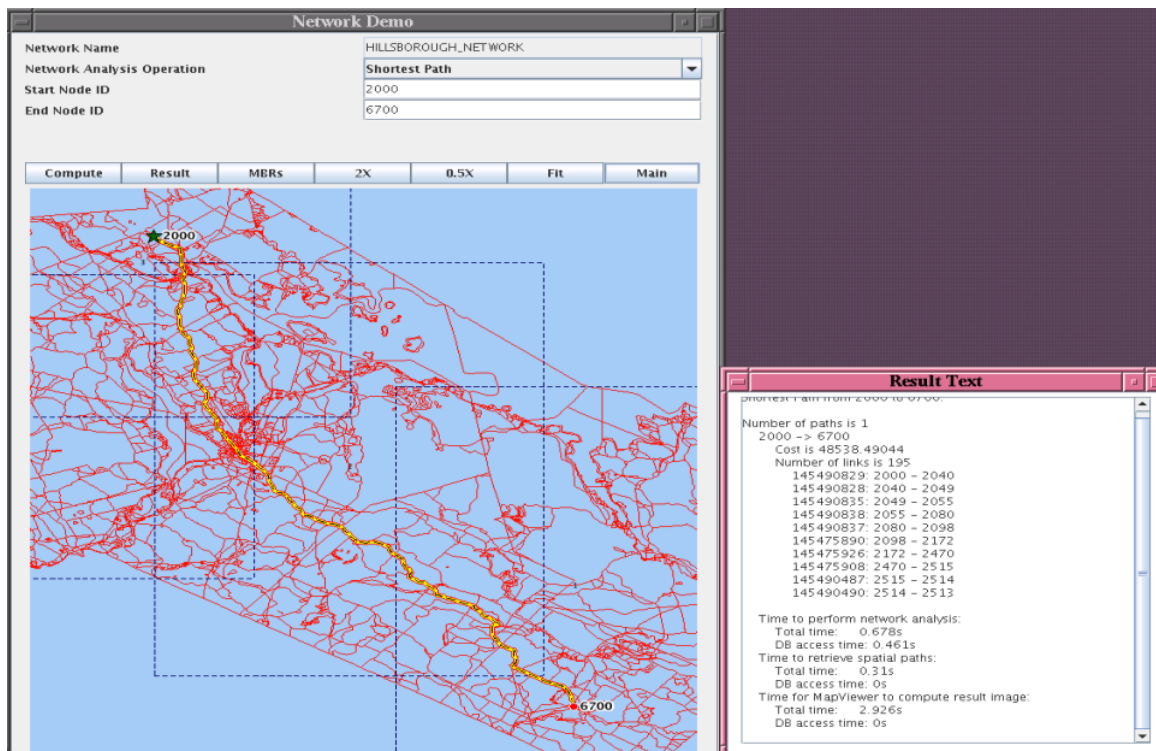 Network Demo
Network Name HILLSBOROUGH_NETWORK
Network Analysis Operation Shortest Path
Start Node ID 2000
End Node ID 6700
Compute Result MBRs 2X 0.5X Fit Main
2000
6700
Result Text
Shortest Path from 2000 to 6700:
Number of paths is 1
2000 -> 6700
Cost is 48538.49044
Number of links is 195
145490829: 2000 - 2040
145490828: 2040 - 2049
145490835: 2049 - 2055
145490838: 2055 - 2080
145490837: 2080 - 2098
145475890: 2098 - 2172
145475926: 2172 - 2470
145475908: 2470 - 2515
145490487: 2515 - 2514
145490490: 2514 - 2513
Time to perform network analysis:
Total time: 0.678s
DB access time: 0.461s
Time to retrieve spatial paths:
Total time: 0.31s
DB access time: 0s
Time for MapViewer to compute result image:
Total time: 2.926s
DB access time: 0s